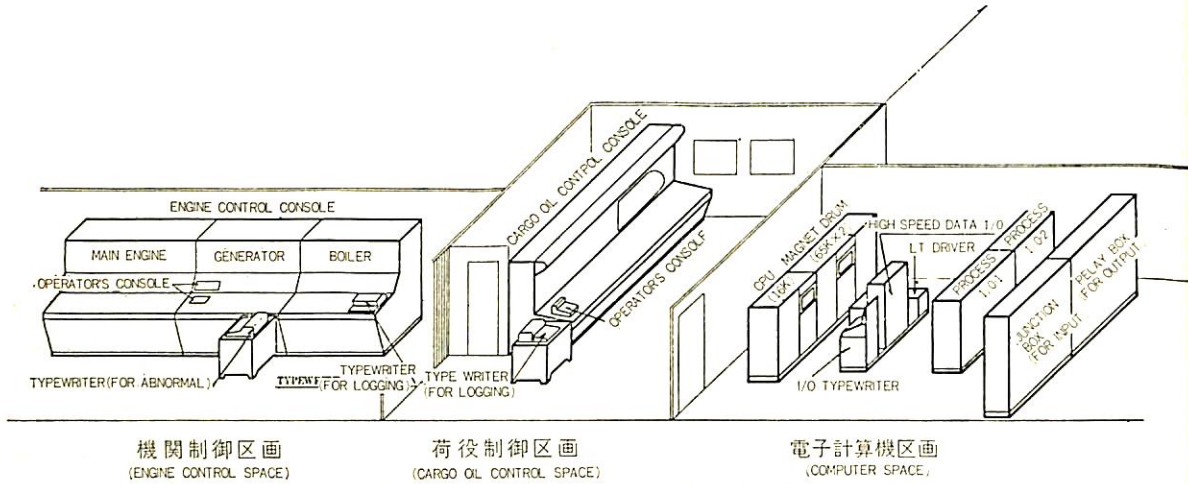 ENGINE CONTROL CONSOLE
MAIN ENGINE
GENERATOR
BOILER
OPERATOR'S CONSOLE
TYPEWRITER (FOR ABNORMAL)
TYPEWRITER
(FOR LOGGING)
CARGO OIL CONTROL CONSOLE
OPERATOR'S CONSOLE
TYPE WRITER
(FOR LOGGING)
CPU
(16K)
MAGNET DRUM
(65K×2
HIGH SPEED DATA I/O
LT DRIVER
I/O TYPEWRITER
PROCESS
I.O.1
PROCESS
I.O.2
JUNCTION
BOX
(FOR INPUT
RELAY BOX
(FOR OUTPUT)
機関制御区画
(ENGINE CONTROL SPACE)
荷役制御区画
(CARGO OIL CONTROL SPACE)
電子計算機区画
(COMPUTER SPACE)